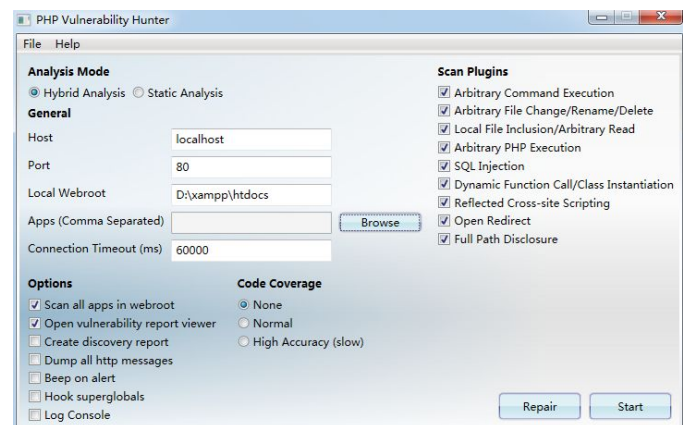 PHP Vulnerability Hunter
File Help
Analysis Mode
Hybrid Analysis Static Analysis
General
Host localhost
Port 80
Local Webroot D:\xampp\htdocs
Apps (Comma Separated) Browse
Connection Timeout (ms) 60000
Options
Scan all apps in webroot
Open vulnerability report viewer
Create discovery report
Dump all http messages
Beep on alert
Hook superglobals
Log Console
Code Coverage
None
Normal
High Accuracy (slow)
Scan Plugins
Arbitrary Command Execution
Arbitrary File Change/Rename/Delete
Local File Inclusion/Arbitrary Read
Arbitrary PHP Execution
SQL Injection
Dynamic Function Call/Class Instantiation
Reflected Cross-site Scripting
Open Redirect
Full Path Disclosure
Repair Start